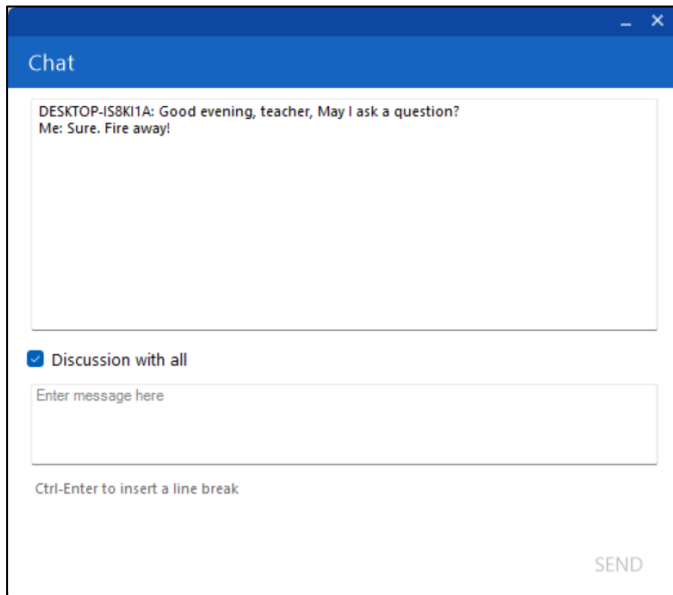 Chat
DESKTOP-IS8KI1A: Good evening, teacher, May I ask a question?
Me: Sure. Fire away!
Discussion with all
Enter message here
Ctrl-Enter to insert a line break
SEND